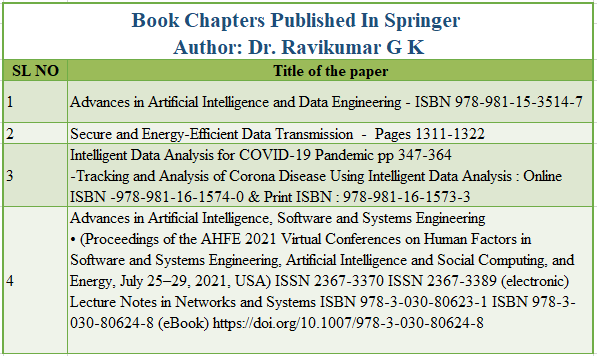 Book Chapters Published In Springer
Author: Dr. Ravikumar G K
SL NO Title of the paper
1 Advances in Artificial Intelligence and Data Engineering - ISBN 978-981-15-3514-7
2 Secure and Energy-Efficient Data Transmission - Pages 1311-1322
Intelligent Data Analysis for COVID-19 Pandemic pp 347-364
3 -Tracking and Analysis of Corona Disease Using Intelligent Data Analysis : Online
ISBN -978-981-16-1574-0 & Print ISBN : 978-981-16-1573-3
Advances in Artificial Intelligence, Software and Systems Engineering
• (Proceedings of the AHFE 2021 Virtual Conferences on Human Factors in
Software and Systems Engineering, Artificial Intelligence and Social Computing, and
4 Energy, July 25–29, 2021, USA) ISSN 2367-3370 ISSN 2367-3389 (electronic)
Lecture Notes in Networks and Systems ISBN 978-3-030-80623-1 ISBN 978-3-
030-80624-8 (eBook) https://doi.org/10.1007/978-3-030-80624-8